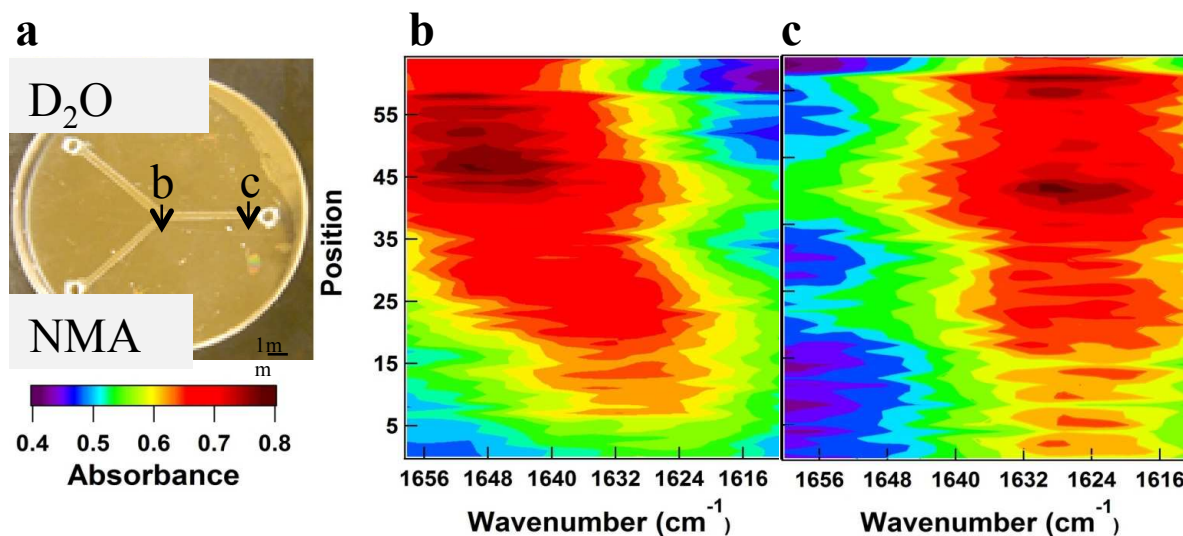 a
D₂O
b
c
NMA
1m
m
0.4 0.5 0.6 0.7 0.8
Absorbance
b
Position
55
45
35
25
15
5
1656 1648 1640 1632 1624 1616
Wavenumber (cm⁻¹)
c
1656 1648 1640 1632 1624 1616
Wavenumber (cm⁻¹)